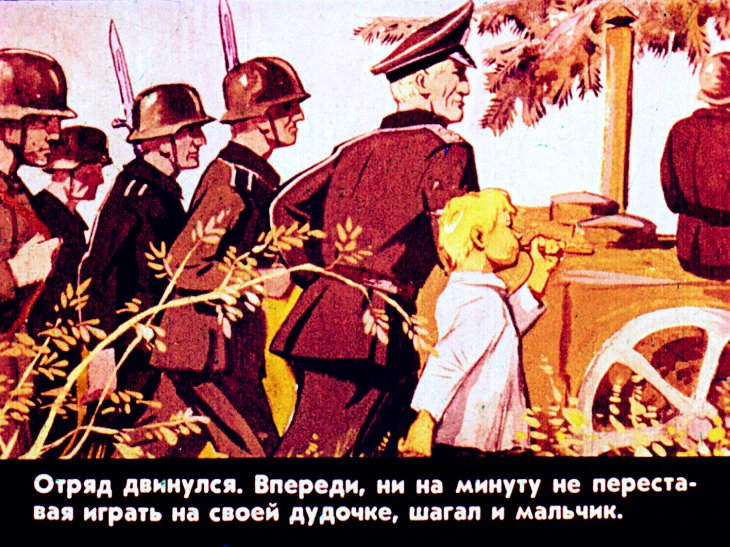 Отряд двинулся. Впереди, ни на минуту не переста-
вая играть на своей дудочке, шагал и мальчик.